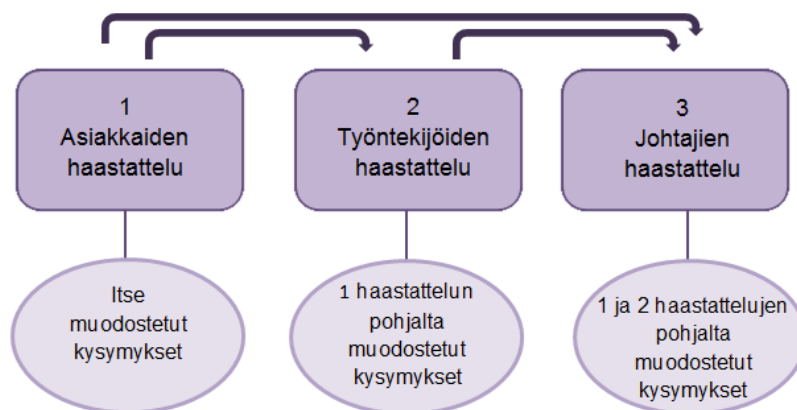 1
Asiakkaiden
haastattelu
2
Työntekijöiden
haastattelu
3
Johtajien
haastattelu
Itse
muodostetut
kysymykset
1 haastattelun
pohjalta
muodostetut
kysymykset
1 ja 2 haastattelujen
pohjalta
muodostetut
kysymykset